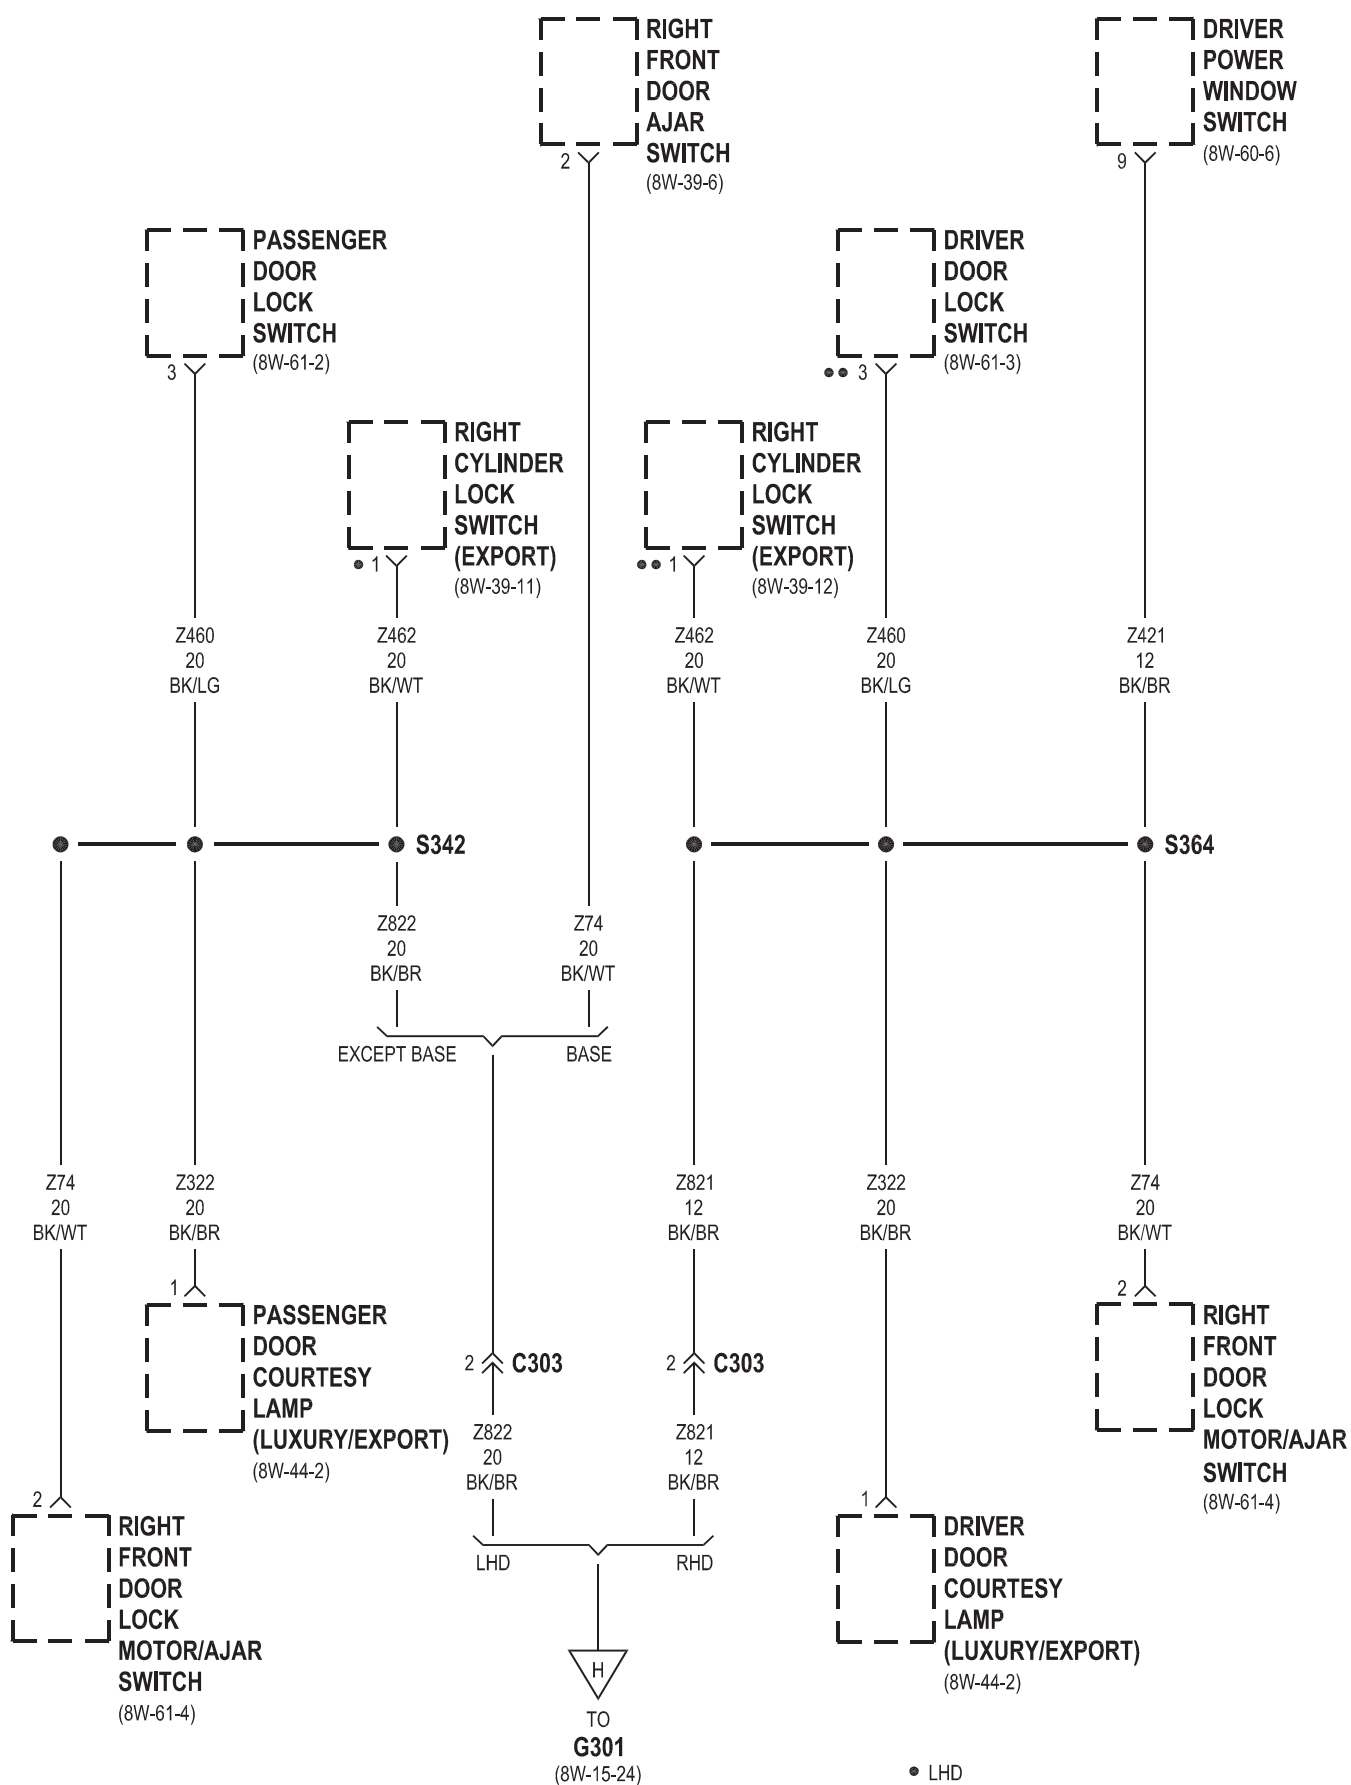 RIGHT
FRONT
DOOR
AJAR
SWITCH
(8W-39-6)
2
DRIVER
POWER
WINDOW
SWITCH
(8W-60-6)
9
PASSENGER
DOOR
LOCK
SWITCH
(8W-61-2)
3
DRIVER
DOOR
LOCK
SWITCH
(8W-61-3)
•• 3
RIGHT
CYLINDER
LOCK
SWITCH
(EXPORT)
(8W-39-11)
• 1
RIGHT
CYLINDER
LOCK
SWITCH
(EXPORT)
(8W-39-12)
•• 1
Z460
20
BK/LG
Z462
20
BK/WT
Z462
20
BK/WT
Z460
20
BK/LG
Z421
12
BK/BR
S342
S364
Z822
20
BK/BR
Z74
20
BK/WT
EXCEPT BASE
BASE
Z74
20
BK/WT
Z322
20
BK/BR
Z821
12
BK/BR
Z322
20
BK/BR
Z74
20
BK/WT
1
PASSENGER
DOOR
COURTESY
LAMP
(LUXURY/EXPORT)
(8W-44-2)
2
C303
2
C303
2
RIGHT
FRONT
DOOR
LOCK
MOTOR/AJAR
SWITCH
(8W-61-4)
Z822
20
BK/BR
Z821
12
BK/BR
2
RIGHT
FRONT
DOOR
LOCK
MOTOR/AJAR
SWITCH
(8W-61-4)
LHD
RHD
1
DRIVER
DOOR
COURTESY
LAMP
(LUXURY/EXPORT)
(8W-44-2)
H
TO
G301
(8W-15-24)
• LHD